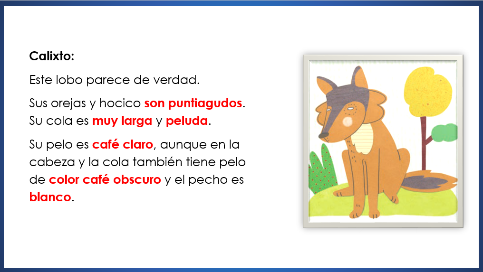 Calixto:
Este lobo parece de verdad.
Sus orejas y hocico son puntiagudos.
Su cola es muy larga y peluda.
Su pelo es café claro, aunque en la
cabeza y la cola también tiene pelo
de color café obscuro y el pecho es
blanco.